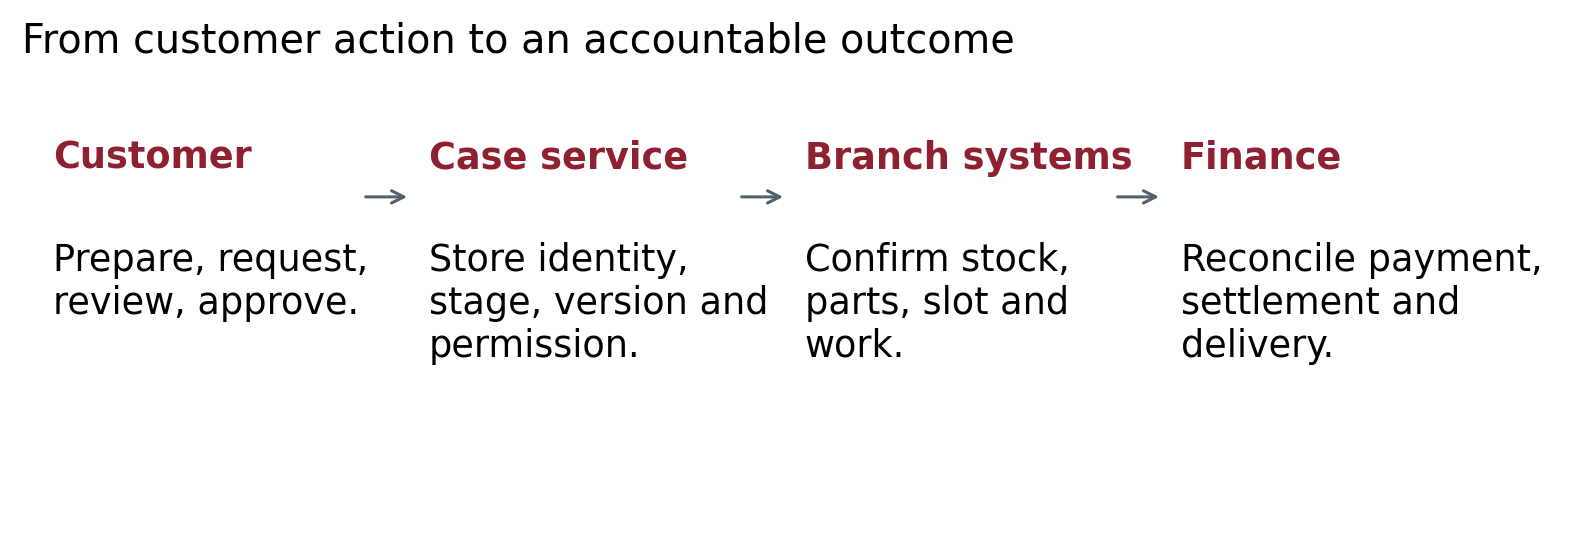 From customer action to an accountable outcome
Customer
Case service
Branch systems
Finance
Prepare, request,
review, approve.
Store identity,
stage, version and
permission.
Confirm stock,
parts, slot and
work.
Reconcile payment,
settlement and
delivery.